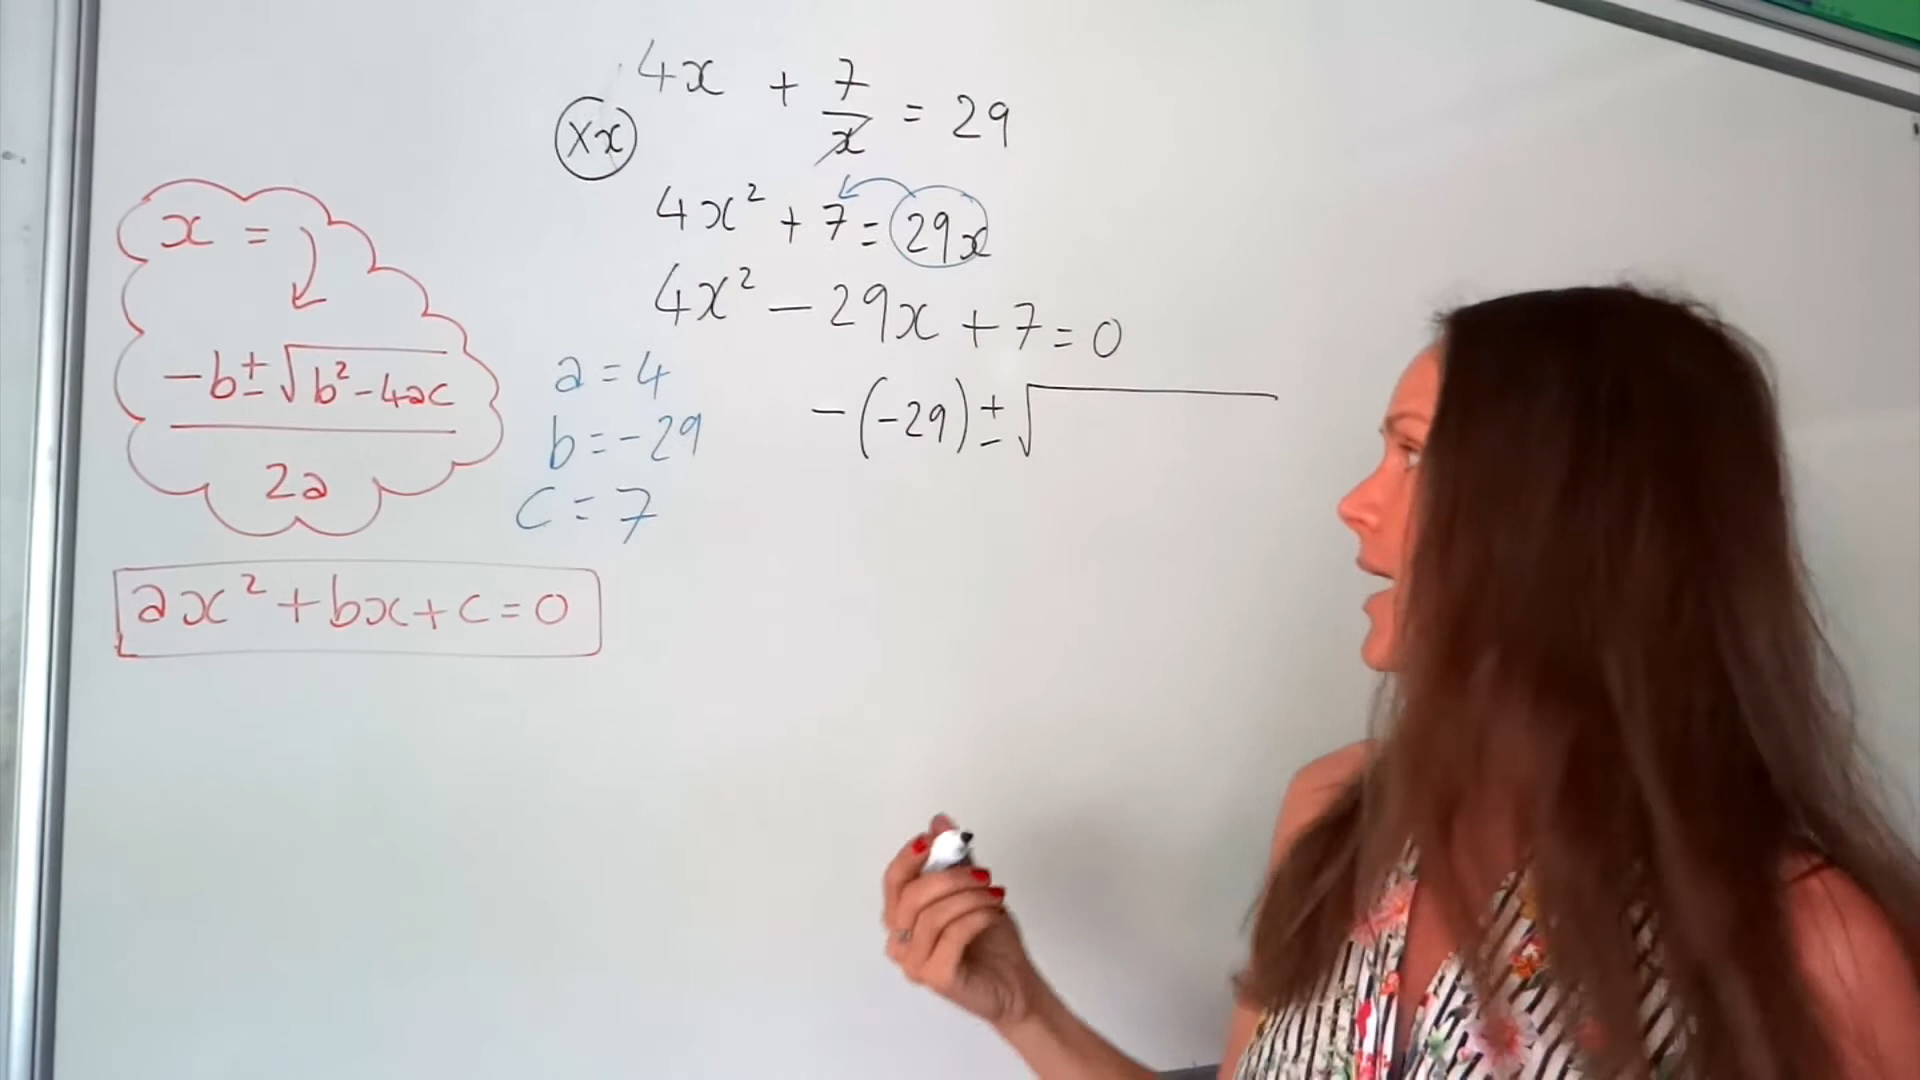 4x + 7/x = 29
×x
4x² + 7 = 29x
4x² - 29x + 7 = 0
-(-29) ± √
x =
-b ± √b² - 4ac
2a
a = 4
b = -29
c = 7
ax² + bx + c = 0